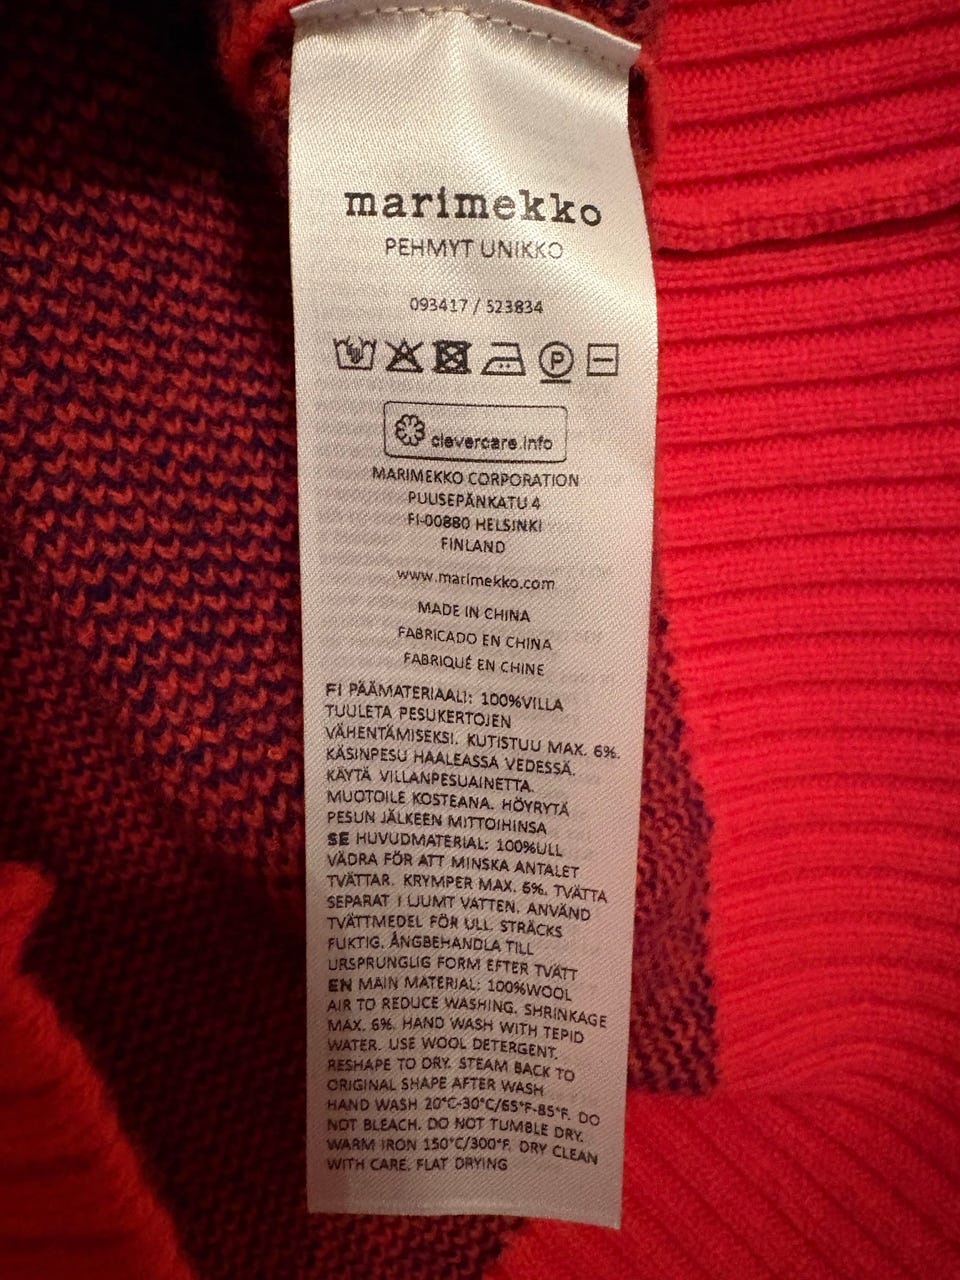 marimekko
PEHMYT UNIKKO
093417 / 523834
P
clevercare.info
MARIMEKKO CORPORATION
PUUSEPÄNKATU 4
FI-00880 HELSINKI
FINLAND
www.marimekko.com
MADE IN CHINA
FABRICADO EN CHINA
FABRIQUÉ EN CHINE
FI PÄÄMATERIAALI: 100%VILLA
TUULETA PESUKERTOJEN
VÄHENTÄMISEKSI. KUTISTUU MAX. 6%.
KÄSINPESU HAALEASSA VEDESSÄ.
KÄYTÄ VILLANPESUAINETTA.
MUOTOILE KOSTEANA. HÖYRYTÄ
PESUN JÄLKEEN MITTOIHINSA
SE HUVUDMATERIAL: 100%ULL
VÄDRA FÖR ATT MINSKA ANTALET
TVÄTTAR. KRYMPER MAX. 6%. TVÄTTA
SEPARAT I LJUMT VATTEN. ANVÄND
TVÄTTMEDEL FÖR ULL. STRÄCKS
FUKTIG. ÅNGBEHANDLA TILL
URSPRUNGLIG FORM EFTER TVÄTT
EN MAIN MATERIAL: 100%WOOL
AIR TO REDUCE WASHING. SHRINKAGE
MAX. 6%. HAND WASH WITH TEPID
WATER. USE WOOL DETERGENT.
RESHAPE TO DRY. STEAM BACK TO
ORIGINAL SHAPE AFTER WASH
HAND WASH 20°C-30°C/65°F-85°F. DO
NOT BLEACH. DO NOT TUMBLE DRY.
WARM IRON 150°C/300°F. DRY CLEAN
WITH CARE. FLAT DRYING